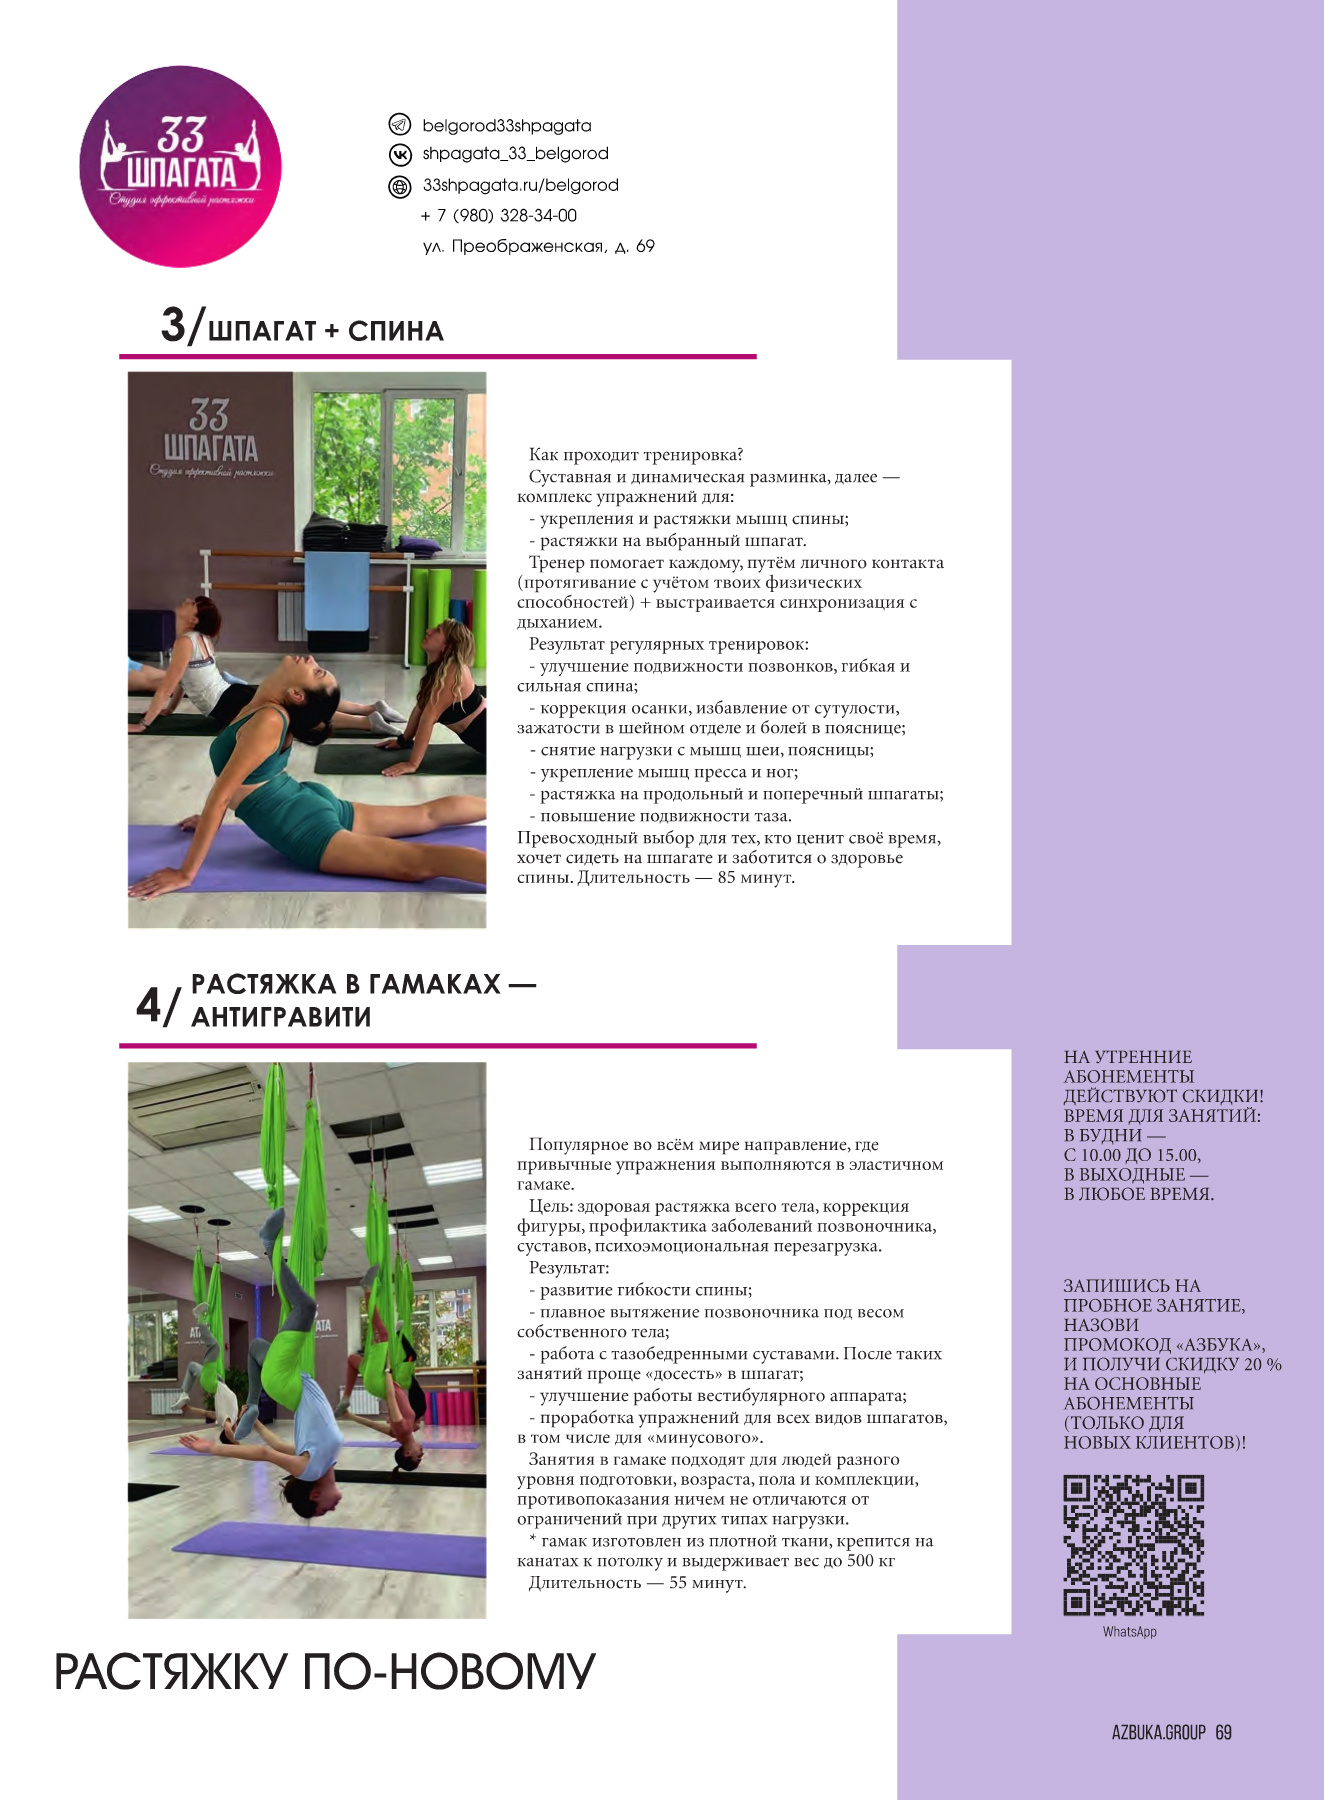 33
ШПАГАТА
Студия эффективной растяжки
belgorod33shpagata
shpagata_33_belgorod
33shpagata.ru/belgorod
+ 7 (980) 328-34-00
ул. Преображенская, д. 69
3/ШПАГАТ + СПИНА
33
ШПАГАТА
Студия эффективной растяжки
Как проходит тренировка?
Суставная и динамическая разминка, далее —
комплекс упражнений для:
- укрепления и растяжки мышц спины;
- растяжки на выбранный шпагат.
Тренер помогает каждому, путём личного контакта
(протягивание с учётом твоих физических
способностей) + выстраивается синхронизация с
дыханием.
Результат регулярных тренировок:
- улучшение подвижности позвонков, гибкая и
сильная спина;
- коррекция осанки, избавление от сутулости,
зажатости в шейном отделе и болей в пояснице;
- снятие нагрузки с мышц шеи, поясницы;
- укрепление мышц пресса и ног;
- растяжка на продольный и поперечный шпагаты;
- повышение подвижности таза.
Превосходный выбор для тех, кто ценит своё время,
хочет сидеть на шпагате и заботится о здоровье
спины. Длительность — 85 минут.
4/ РАСТЯЖКА В ГАМАКАХ —
АНТИГРАВИТИ
33
Популярное во всём мире направление, где
привычные упражнения выполняются в эластичном
гамаке.
Цель: здоровая растяжка всего тела, коррекция
фигуры, профилактика заболеваний позвоночника,
суставов, психоэмоциональная перезагрузка.
Результат:
- развитие гибкости спины;
- плавное вытяжение позвоночника под весом
собственного тела;
- работа с тазобедренными суставами. После таких
занятий проще «досесть» в шпагат;
- улучшение работы вестибулярного аппарата;
- проработка упражнений для всех видов шпагатов,
в том числе для «минусового».
Занятия в гамаке подходят для людей разного
уровня подготовки, возраста, пола и комплекции,
противопоказания ничем не отличаются от
ограничений при других типах нагрузки.
* гамак изготовлен из плотной ткани, крепится на
канатах к потолку и выдерживает вес до 500 кг
Длительность — 55 минут.
НА УТРЕННИЕ
АБОНЕМЕНТЫ
ДЕЙСТВУЮТ СКИДКИ!
ВРЕМЯ ДЛЯ ЗАНЯТИЙ:
В БУДНИ —
С 10.00 ДО 15.00,
В ВЫХОДНЫЕ —
В ЛЮБОЕ ВРЕМЯ.
ЗАПИШИСЬ НА
ПРОБНОЕ ЗАНЯТИЕ,
НАЗОВИ
ПРОМОКОД «АЗБУКА»,
И ПОЛУЧИ СКИДКУ 20 %
НА ОСНОВНЫЕ
АБОНЕМЕНТЫ
(ТОЛЬКО ДЛЯ
НОВЫХ КЛИЕНТОВ)!
WhatsApp
РАСТЯЖКУ ПО-НОВОМУ
AZBUKA.GROUP 69